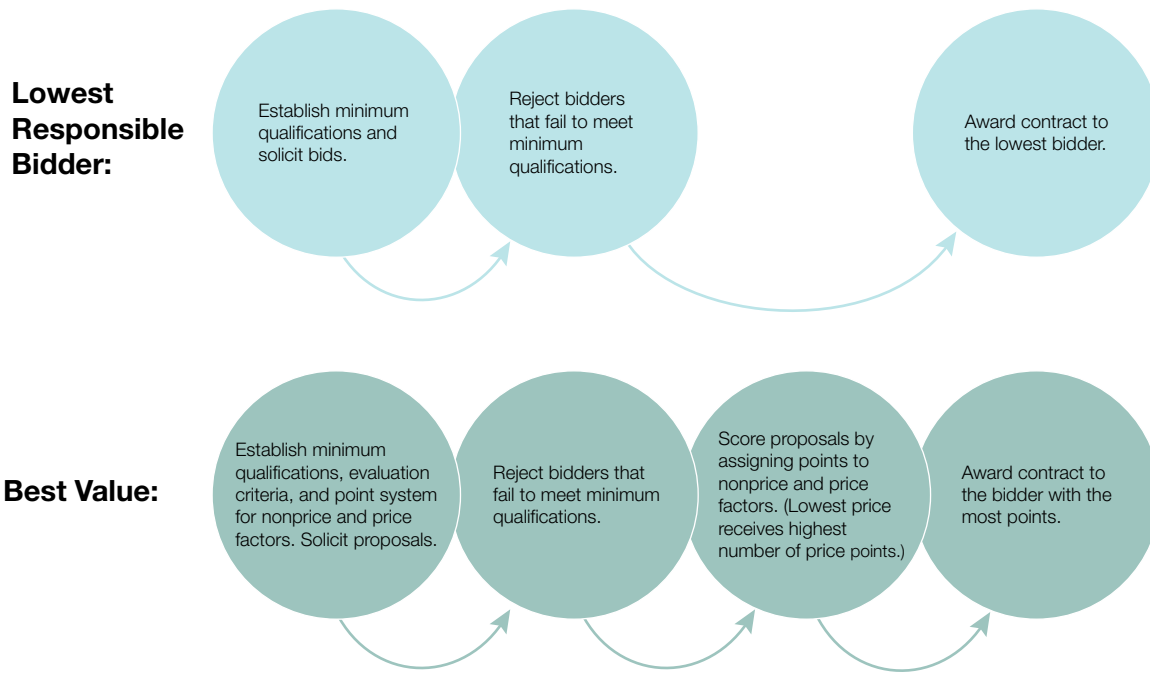 Lowest
Responsible
Bidder:
Establish minimum
qualifications and
solicit bids.
Reject bidders
that fail to meet
minimum
qualifications.
Award contract to
the lowest bidder.
Best Value:
Establish minimum
qualifications, evaluation
criteria, and point system
for nonprice and price
factors. Solicit proposals.
Reject bidders that
fail to meet minimum
qualifications.
Score proposals by
assigning points to
nonprice and price
factors. (Lowest price
receives highest
number of price points.)
Award contract to
the bidder with the
most points.